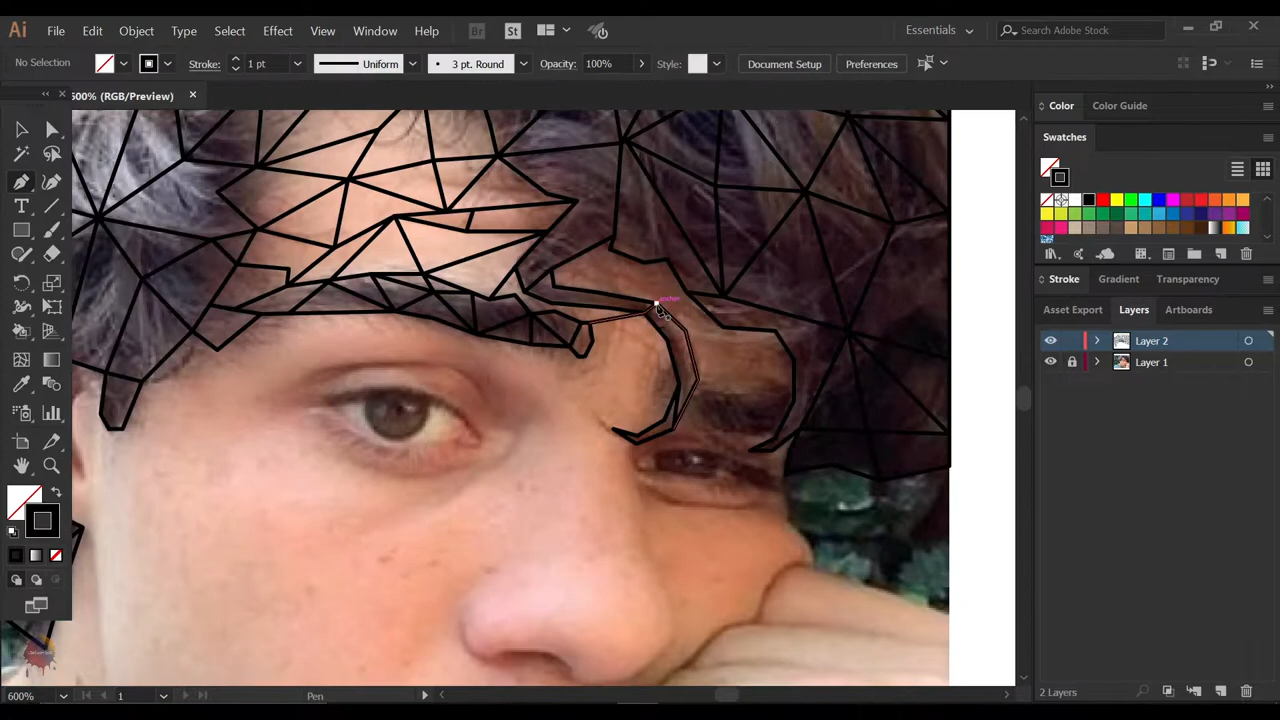 Ai File Edit Object Type Select Effect View Window Help Br St Essentials Search Adobe Stock
No Selection Stroke: 1 pt Uniform 3 pt. Round Opacity: 100% Style: Document Setup Preferences
600% (RGB/Preview)
Color Color Guide
Swatches
anchor
Stroke Gradient Transparency
Asset Export Layers Artboards
Layer 2
Layer 1
600% 1 Pen 2 Layers